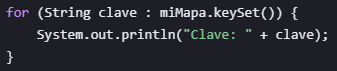 for (String clave : miMapa.keySet()) {
    System.out.println("Clave: " + clave);
}